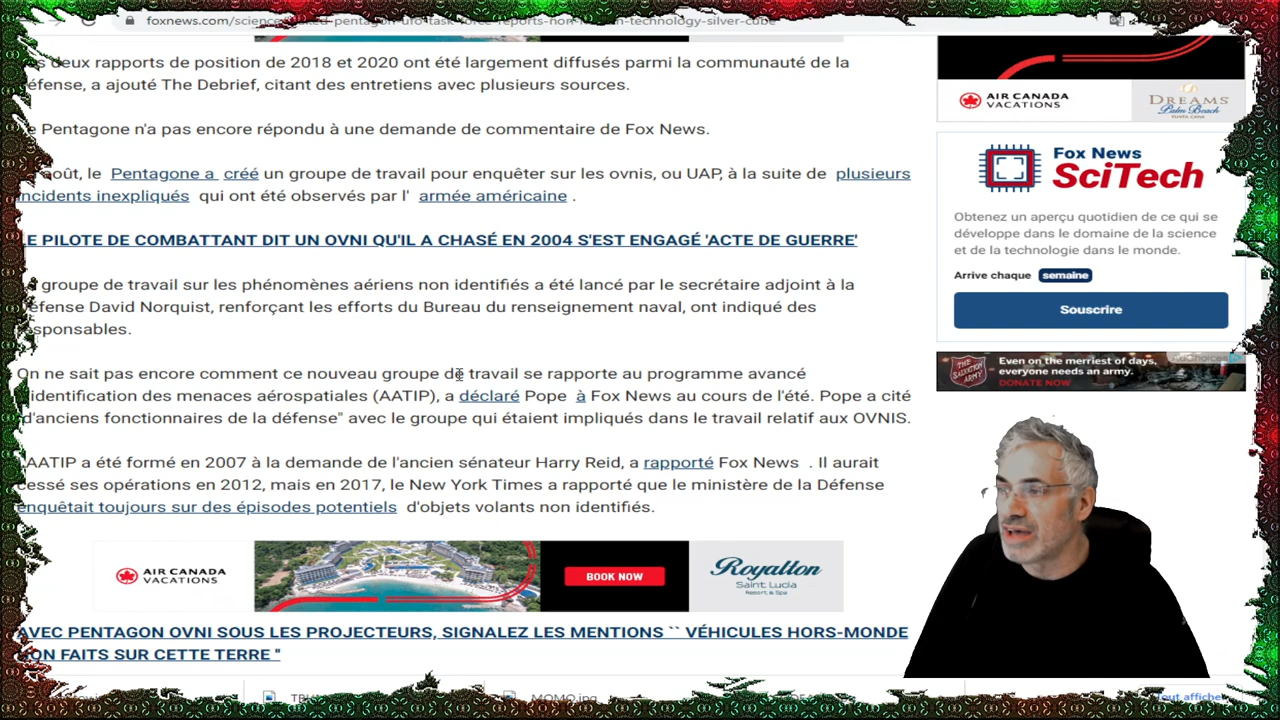 foxnews.com/science
deux rapports de position de 2018 et 2020 ont été largement diffusés parmi la communauté de la
défense, a ajouté The Debrief, citant des entretiens avec plusieurs sources.
Le Pentagone n'a pas encore répondu à une demande de commentaire de Fox News.
août, le Pentagone a créé un groupe de travail pour enquêter sur les ovnis, ou UAP, à la suite de plusieurs
incidents inexpliqués qui ont été observés par l' armée américaine .
LE PILOTE DE COMBATTANT DIT UN OVNI QU'IL A CHASÉ EN 2004 S'EST ENGAGÉ 'ACTE DE GUERRE'
groupe de travail sur les phénomènes aériens non identifiés a été lancé par le secrétaire adjoint à la
Défense David Norquist, renforçant les efforts du Bureau du renseignement naval, ont indiqué des
responsables.
On ne sait pas encore comment ce nouveau groupe de travail se rapporte au programme avancé
d'identification des menaces aérospatiales (AATIP), a déclaré Pope à Fox News au cours de l'été. Pope a cité
"d'anciens fonctionnaires de la défense" avec le groupe qui étaient impliqués dans le travail relatif aux OVNIS.
L'AATIP a été formé en 2007 à la demande de l'ancien sénateur Harry Reid, a rapporté Fox News . Il aurait
cessé ses opérations en 2012, mais en 2017, le New York Times a rapporté que le ministère de la Défense
enquêtait toujours sur des épisodes potentiels d'objets volants non identifiés.
AIR CANADA
VACATIONS
BOOK NOW
Royalton
Saint Lucia
Resort & Spa
AVEC PENTAGON OVNI SOUS LES PROJECTEURS, SIGNALEZ LES MENTIONS `` VÉHICULES HORS-MONDE
NON FAITS SUR CETTE TERRE ''
MOMO.jpg
Tout afficher
AIR CANADA
VACATIONS
DREAMS
Palm Beach
PUNTA CANA
Fox News
SciTech
Obtenez un aperçu quotidien de ce qui se
développe dans le domaine de la science
et de la technologie dans le monde.
Arrive chaque semaine
Souscrire
THE SALVATION ARMY
Even on the merriest of days,
everyone needs an army.
DONATE NOW